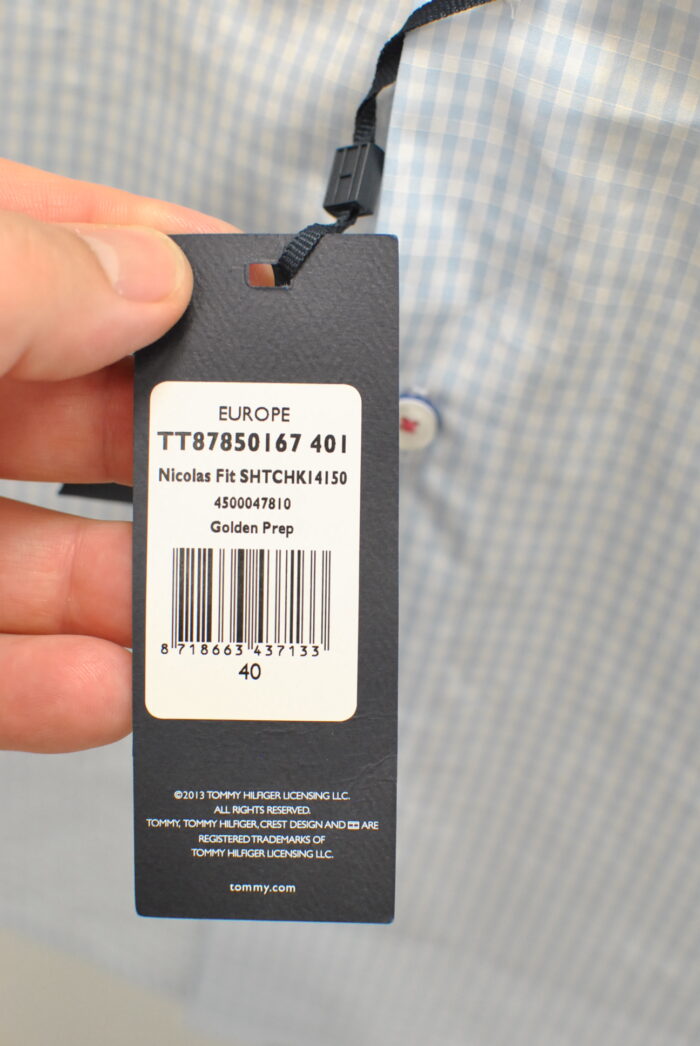 EUROPE
TT87850167 401
Nicolas Fit SHTCHK14150
4500047810
Golden Prep
8 718663 437133
40
©2013 TOMMY HILFIGER LICENSING LLC.
ALL RIGHTS RESERVED.
TOMMY, TOMMY HILFIGER, CREST DESIGN AND ARE
REGISTERED TRADEMARKS OF
TOMMY HILFIGER LICENSING LLC.
tommy.com